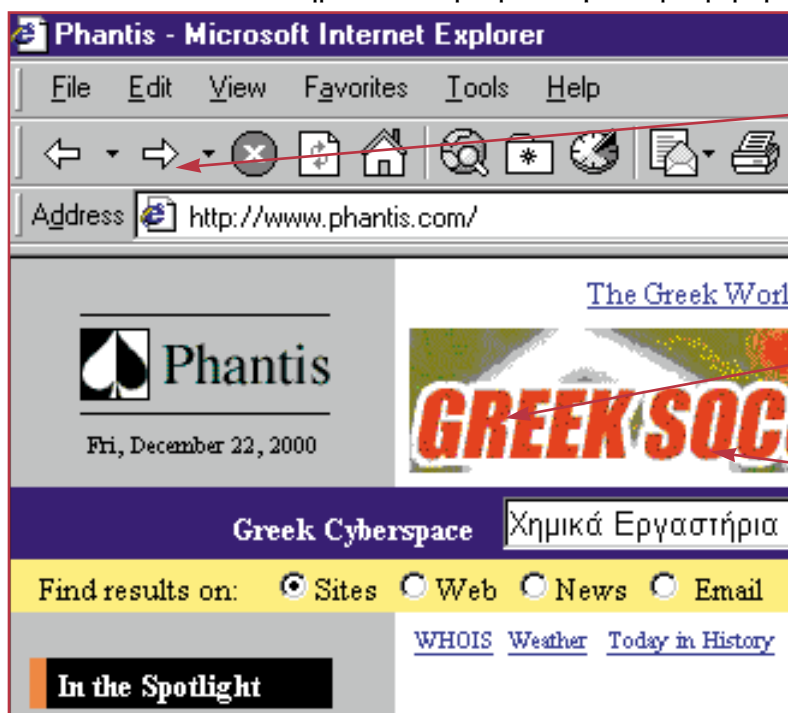 Phantis - Microsoft Internet Explorer
File Edit View Favorites Tools Help
Address http://www.phantis.com/
The Greek Worl
Phantis
GREEK SOCC
Fri, December 22, 2000
Greek Cyberspace Χημικά Εργαστήρια
Find results on: Sites Web News Email
WHOIS Weather Today in History
In the Spotlight